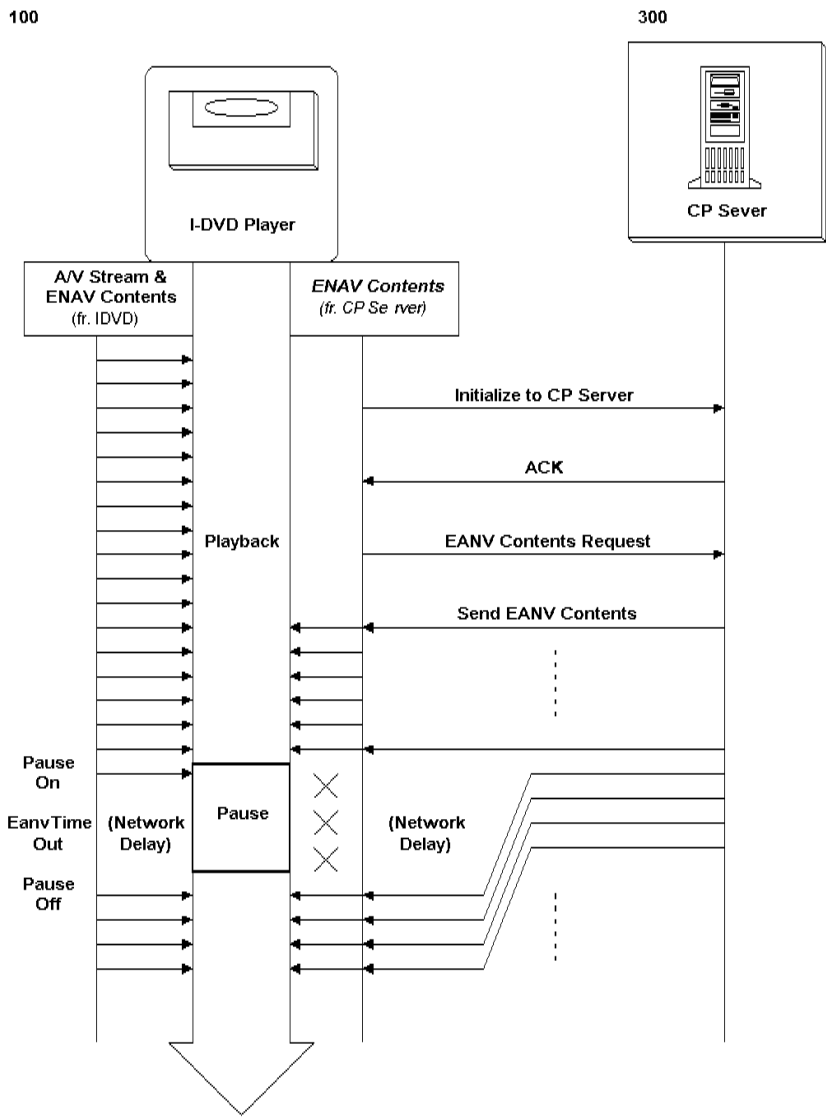 100
300
I-DVD Player
CP Sever
A/V Stream &
ENAV Contents
(fr. IDVD)
ENAV Contents
(fr. CP Se rver)
Initialize to CP Server
ACK
Playback
EANV Contents Request
Send EANV Contents
Pause
On
EanvTime
Out
(Network
Delay)
Pause
(Network
Delay)
Pause
Off